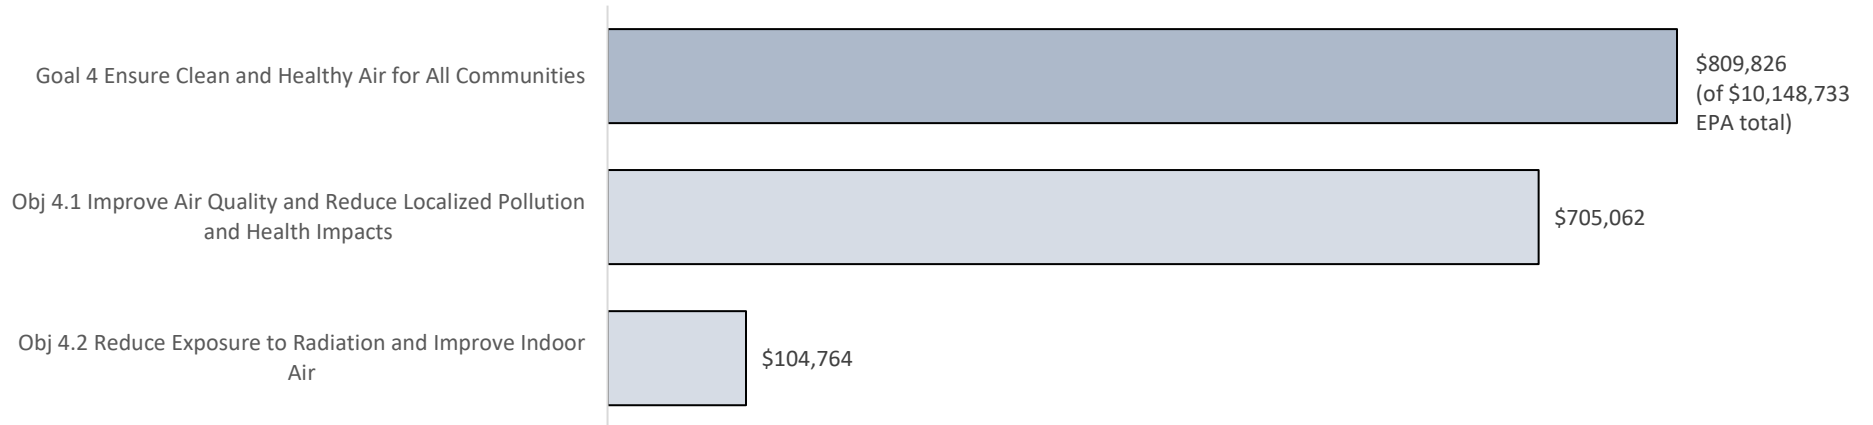 Goal 4 Ensure Clean and Healthy Air for All Communities
$809,826
(of $10,148,733
EPA total)
Obj 4.1 Improve Air Quality and Reduce Localized Pollution
and Health Impacts
$705,062
Obj 4.2 Reduce Exposure to Radiation and Improve Indoor
Air
$104,764